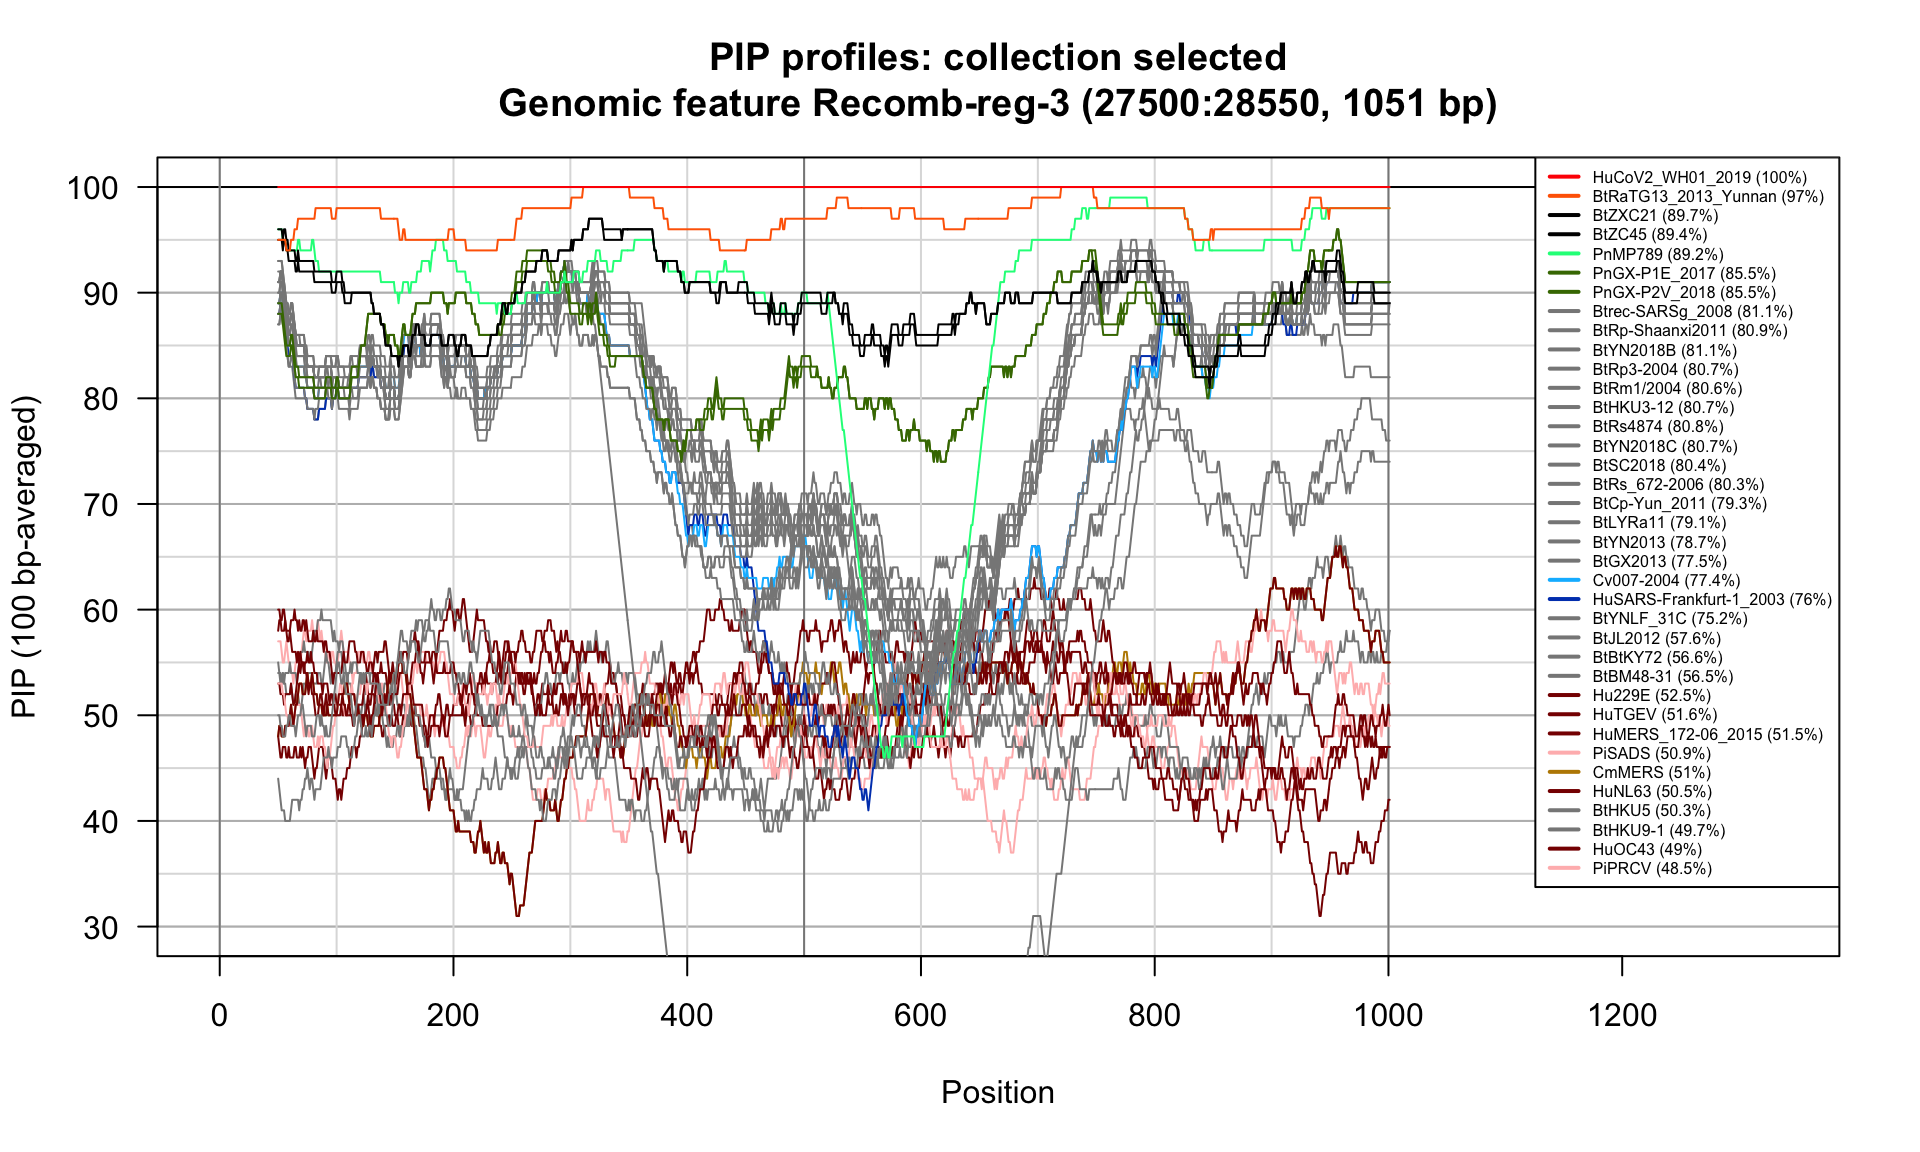 PIP profiles: collection selected
Genomic feature Recomb-reg-3 (27500:28550, 1051 bp)
PIP (100 bp-averaged)
100
90
80
70
60
50
40
30
0
200
400
600
800
1000
1200
Position
HuCoV2_WH01_2019 (100%)
BtRaTG13_2013_Yunnan (97%)
BtZXC21 (89.7%)
BtZC45 (89.4%)
PnMP789 (89.2%)
PnGX-P1E_2017 (85.5%)
PnGX-P2V_2018 (85.5%)
Btrec-SARSg_2008 (81.1%)
BtRp-Shaanxi2011 (80.9%)
BtYN2018B (81.1%)
BtRp3-2004 (80.7%)
BtRm1/2004 (80.6%)
BtHKU3-12 (80.7%)
BtRs4874 (80.8%)
BtYN2018C (80.7%)
BtSC2018 (80.4%)
BtRs_672-2006 (80.3%)
BtCp-Yun_2011 (79.3%)
BtLYRa11 (79.1%)
BtYN2013 (78.7%)
BtGX2013 (77.5%)
Cv007-2004 (77.4%)
HuSARS-Frankfurt-1_2003 (76%)
BtYNLF_31C (75.2%)
BtJL2012 (57.6%)
BtBtKY72 (56.6%)
BtBM48-31 (56.5%)
Hu229E (52.5%)
HuTGEV (51.6%)
HuMERS_172-06_2015 (51.5%)
PiSADS (50.9%)
CmMERS (51%)
HuNL63 (50.5%)
BtHKU5 (50.3%)
BtHKU9-1 (49.7%)
HuOC43 (49%)
PiPRCV (48.5%)